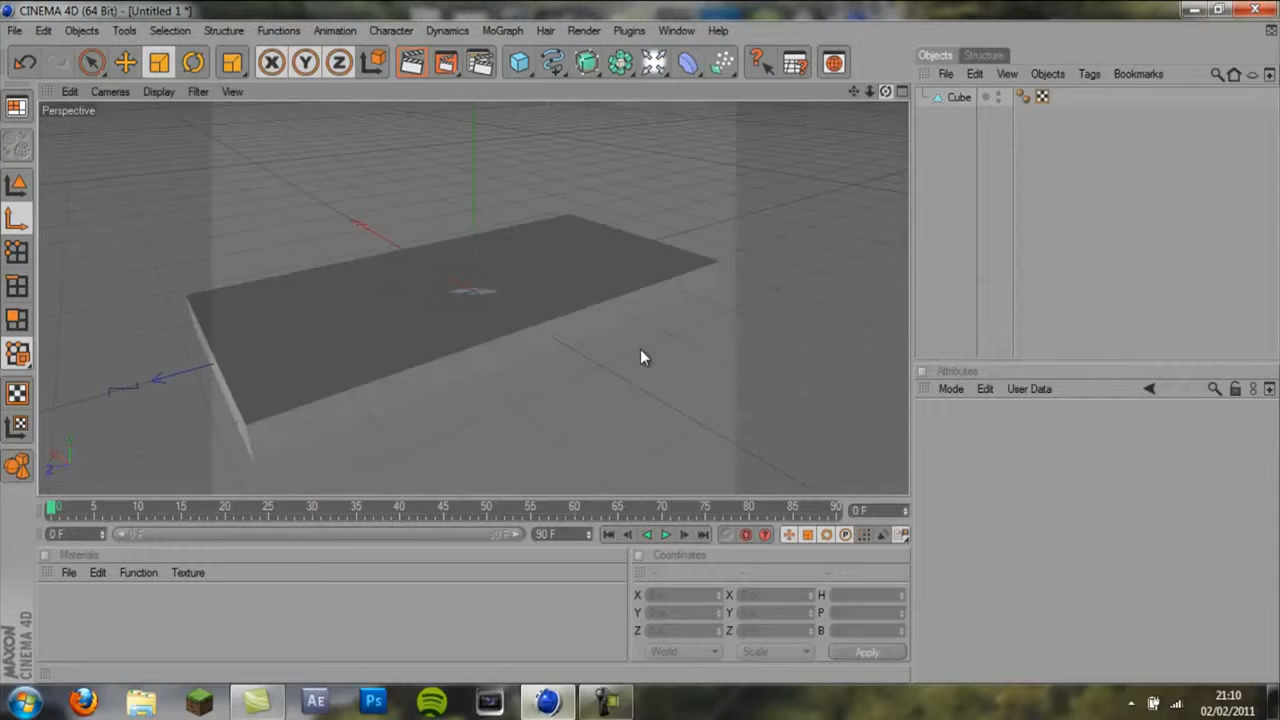 CINEMA 4D (64 Bit) - [Untitled 1 *]
File Edit Objects Tools Selection Structure Functions Animation Character Dynamics MoGraph Hair Render Plugins Window Help
X Y Z
Objects Structure
File Edit View Objects Tags Bookmarks
Edit Cameras Display Filter View
Perspective
Cube
Attributes
Mode Edit User Data
Y
Z
0 5 10 15 20 25 30 35 40 45 50 55 60 65 70 75 80 85 90
0 F
0 F
90 F
Materials
File Edit Function Texture
Coordinates
X X H
Y Y P
Z Z B
World Scale Apply
MAXON
CINEMA 4D
Ae Ps
21:10
02/02/2011